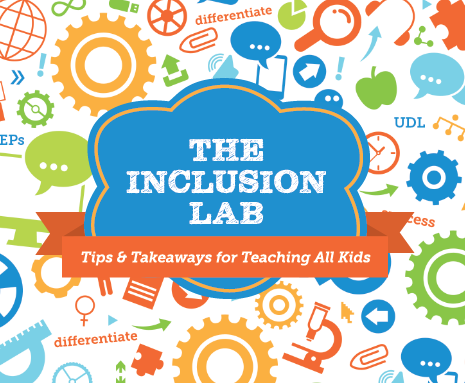 differentiate
UDL
EPs
THE
INCLUSION
LAB
Tips & Takeaways for Teaching All Kids
differentiate